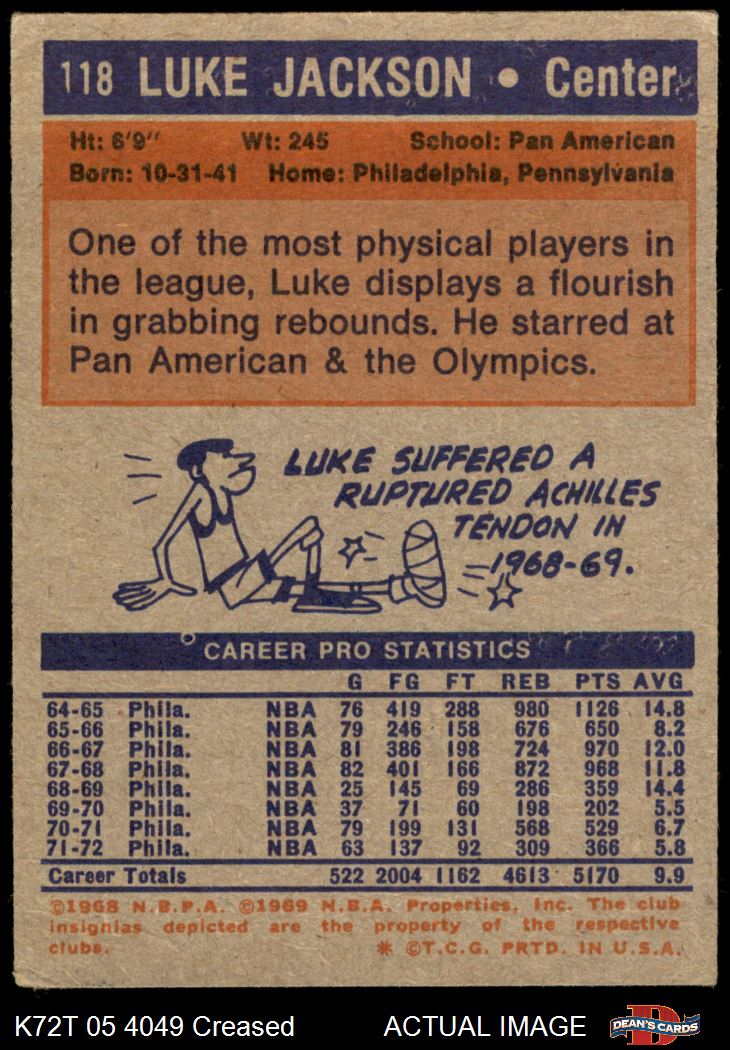 118 LUKE JACKSON • Center
Ht: 6'9'' Wt: 245 School: Pan American
Born: 10-31-41 Home: Philadelphia, Pennsylvania
One of the most physical players in
the league, Luke displays a flourish
in grabbing rebounds. He starred at
Pan American & the Olympics.
LUKE SUFFERED A
RUPTURED ACHILLES
TENDON IN
1968-69.
CAREER PRO STATISTICS
G FG FT REB PTS AVG
64-65 Phila. NBA 76 419 288 980 1126 14.8
65-66 Phila. NBA 79 246 158 676 650 8.2
66-67 Phila. NBA 81 386 198 724 970 12.0
67-68 Phila. NBA 82 401 166 872 968 11.8
68-69 Phila. NBA 25 145 69 286 359 14.4
69-70 Phila. NBA 37 71 60 198 202 5.5
70-71 Phila. NBA 79 199 131 568 529 6.7
71-72 Phila. NBA 63 137 92 309 366 5.8
Career Totals 522 2004 1162 4613 5170 9.9
©1968 N.B.P.A. ©1969 N.B.A. Properties, Inc. The club
insignias depicted are the property of the respective
clubs. * ©T.C.G. PRTD. IN U.S.A.
K72T 05 4049 Creased ACTUAL IMAGE
D
DEAN'S CARDS